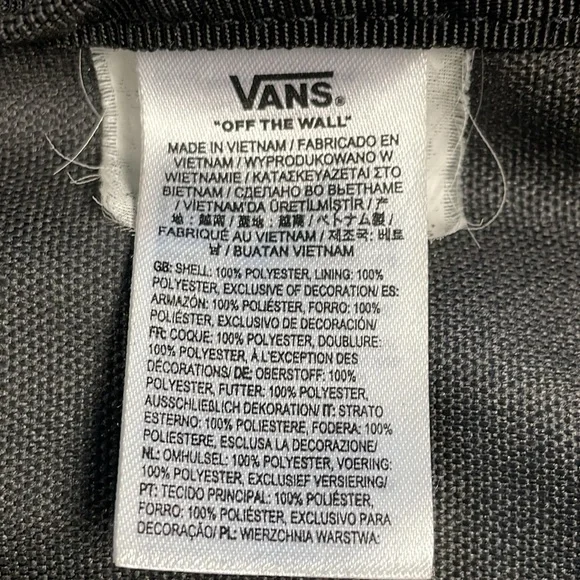 VANS®
"OFF THE WALL"
MADE IN VIETNAM / FABRICADO EN
VIETNAM / WYPRODUKOWANO W
WIETNAMIE / ΚΑΤΑΣΚΕΥΑΖΕΤΑΙ ΣΤΟ
ΒΙΕΤΝΑΜ / СДЕЛАНО ВО ВЬЕТНАМЕ
/ VIETNAM'DA ÜRETİLMİŞTİR / 产
地 : 越南 / 產地 : 越南 / ベトナム製 /
FABRIQUÉ AU VIETNAM / 제조국: 베트
남 / BUATAN VIETNAM
GB: SHELL: 100% POLYESTER, LINING: 100%
POLYESTER, EXCLUSIVE OF DECORATION/ ES:
ARMAZÓN: 100% POLIÉSTER, FORRO: 100%
POLIÉSTER, EXCLUSIVO DE DECORACIÓN/
FR: COQUE: 100% POLYESTER, DOUBLURE:
100% POLYESTER, À L'EXCEPTION DES
DÉCORATIONS/ DE: OBERSTOFF: 100%
POLYESTER, FUTTER: 100% POLYESTER,
AUSSCHLIEẞLICH DEKORATION/ IT: STRATO
ESTERNO: 100% POLIESTERE, FODERA: 100%
POLIESTERE, ESCLUSA LA DECORAZIONE/
NL: OMHULSEL: 100% POLYESTER, VOERING:
100% POLYESTER, EXCLUSIEF VERSIERING/
PT: TECIDO PRINCIPAL: 100% POLIÉSTER,
FORRO: 100% POLIÉSTER, EXCLUSIVO PARA
DECORAÇÃO/ PL: WIERZCHNIA WARSTWA: